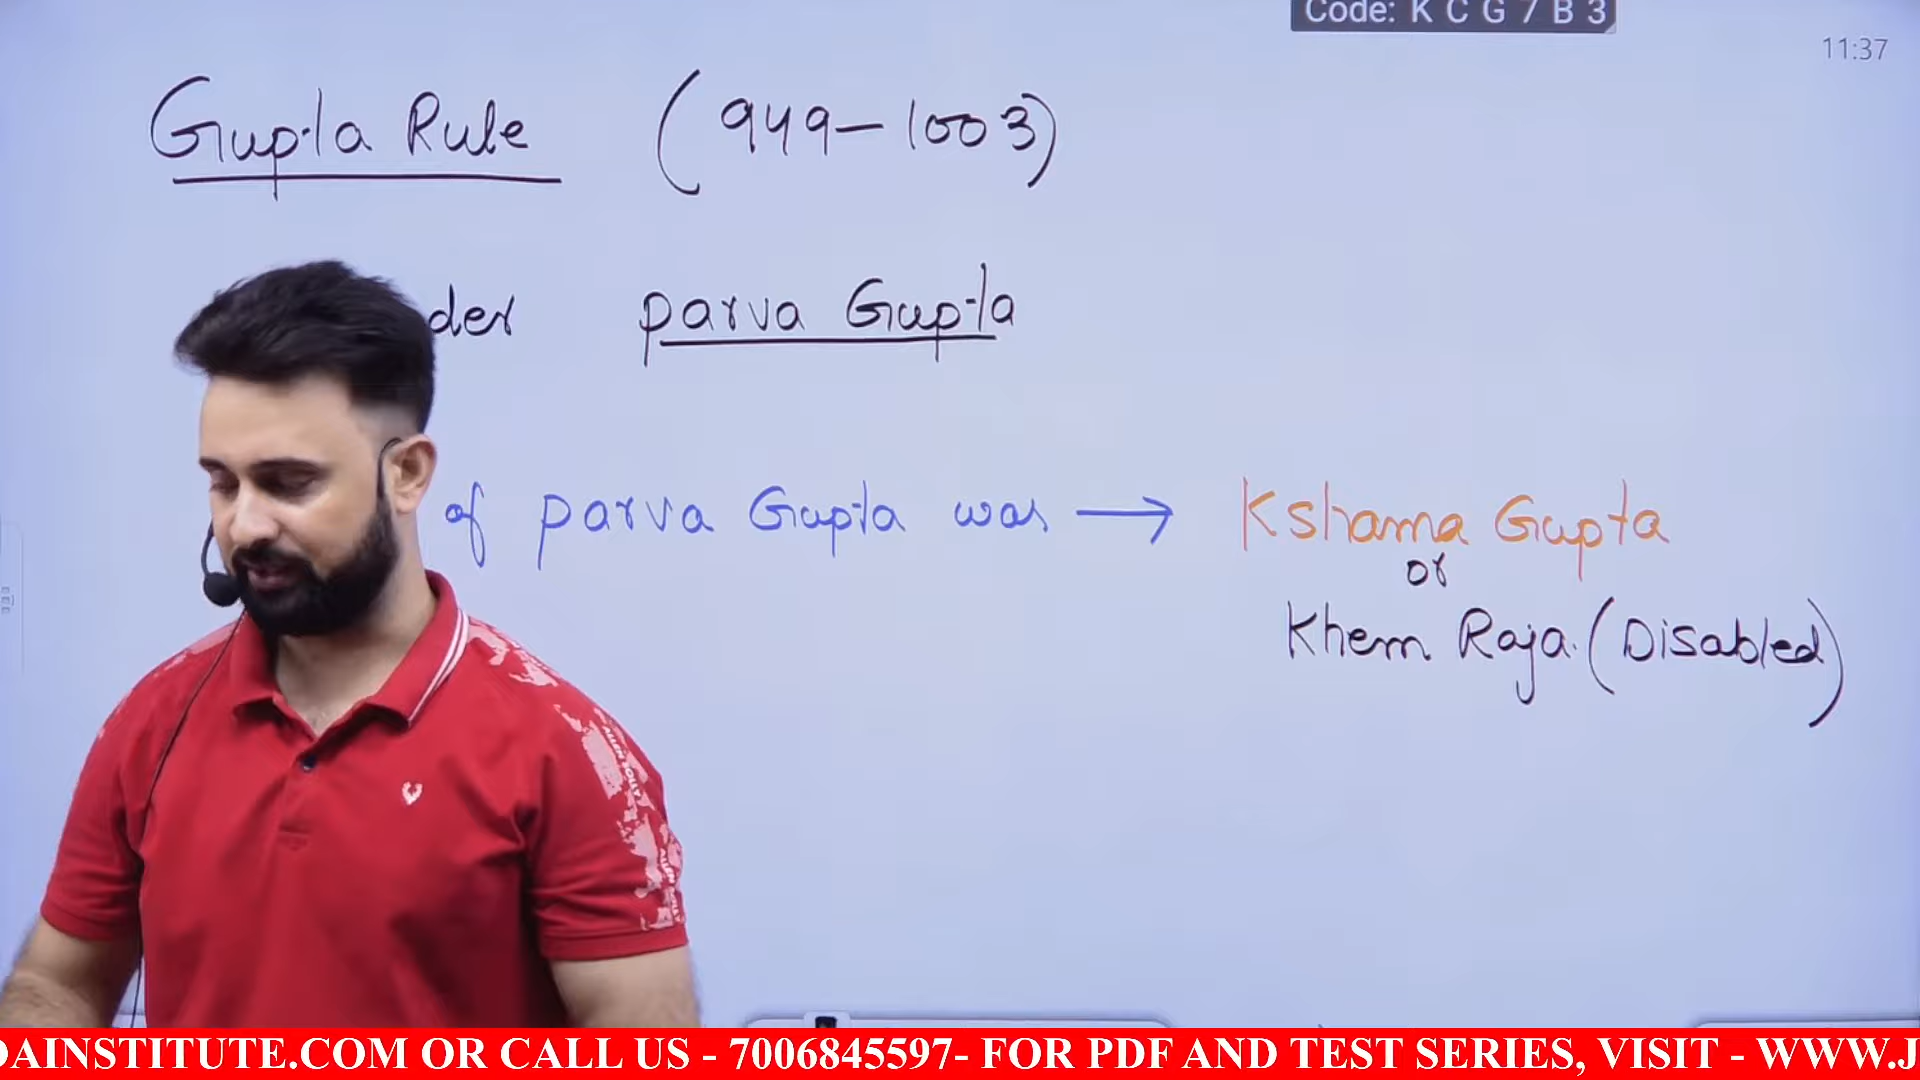 Code: K C G 7 B 3
11:37
Gupta Rule (949-1003)
der parva Gupta
of parva Gupta was → Kshama Gupta
or
Khem Raja. (Disabled)
DAINSTITUTE.COM OR CALL US - 7006845597- FOR PDF AND TEST SERIES, VISIT - WWW.J